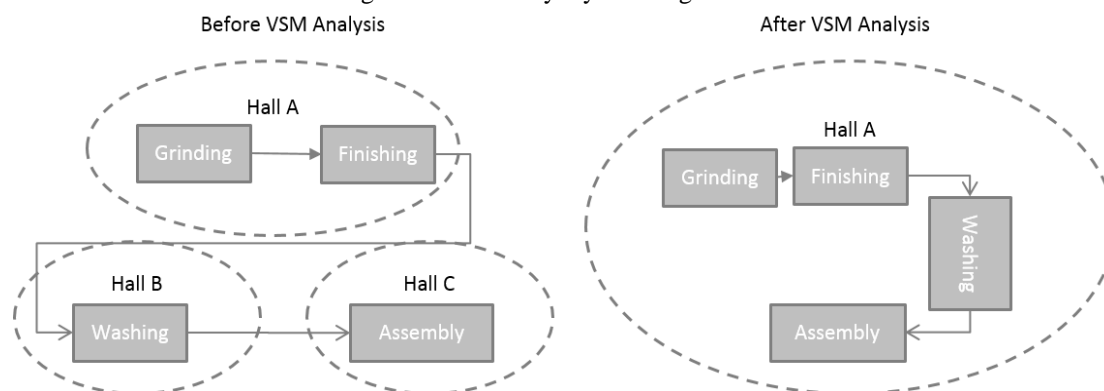 Before VSM Analysis
Hall A
Grinding
Finishing
Hall B
Washing
Hall C
Assembly
After VSM Analysis
Hall A
Grinding
Finishing
Washing
Assembly